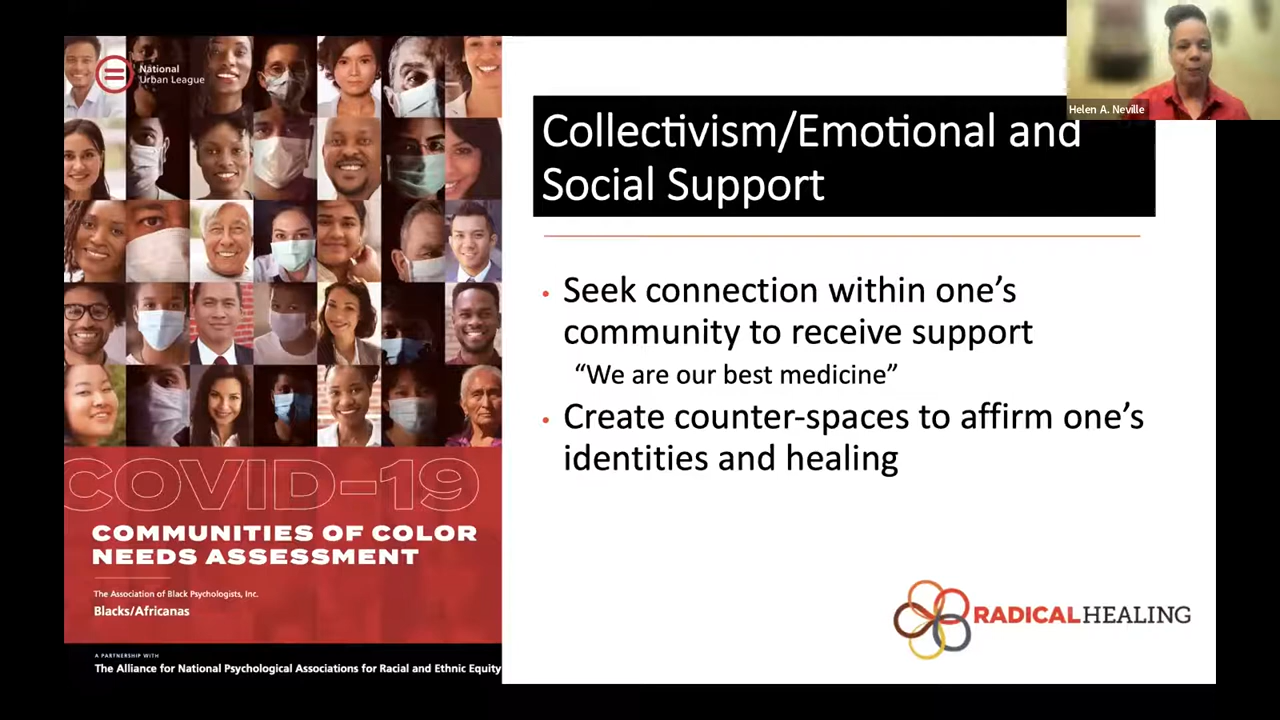 National
Urban League
COVID-19
COMMUNITIES OF COLOR
NEEDS ASSESSMENT
The Association of Black Psychologists, Inc.
Blacks/Africanas
A PARTNERSHIP WITH
The Alliance for National Psychological Associations for Racial and Ethnic Equity
Helen A. Neville
Collectivism/Emotional and
Social Support
• Seek connection within one’s
community to receive support
“We are our best medicine”
• Create counter-spaces to affirm one’s
identities and healing
RADICALHEALING